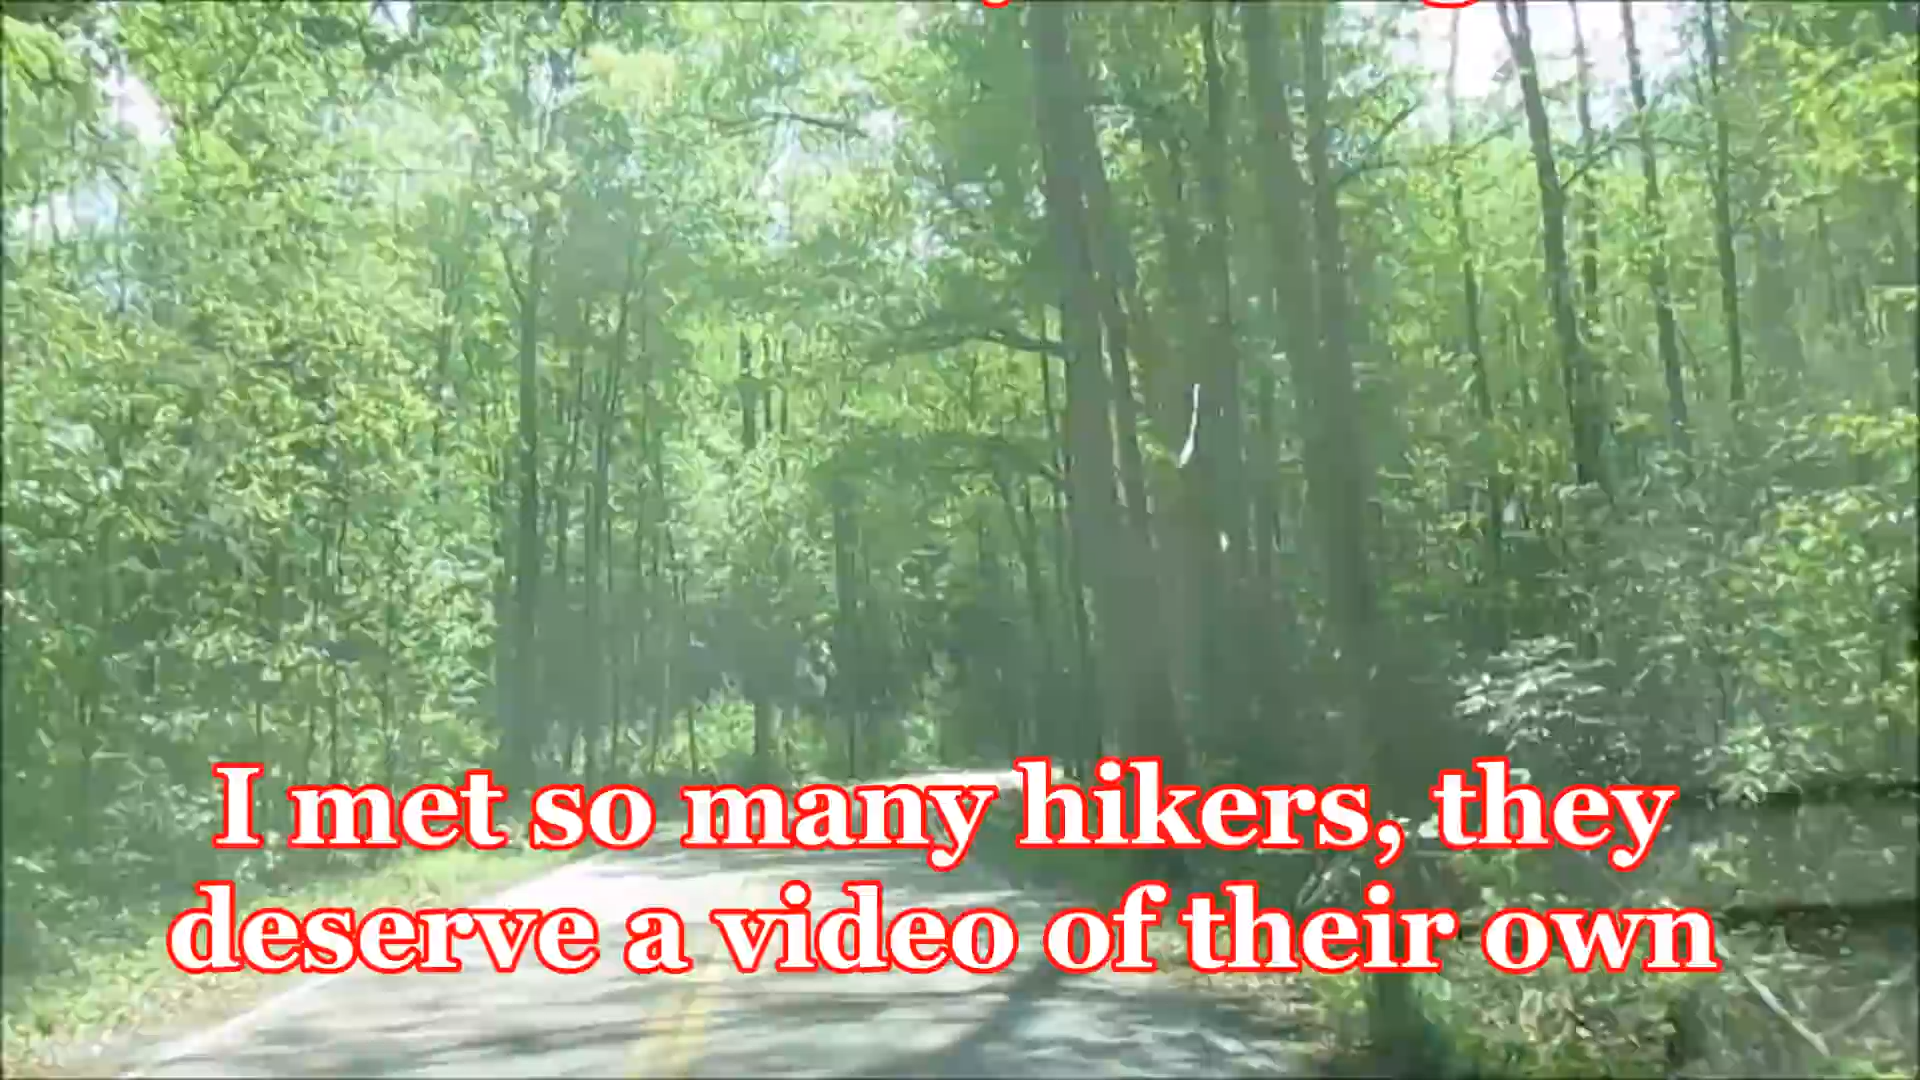 I met so many hikers, they
deserve a video of their own